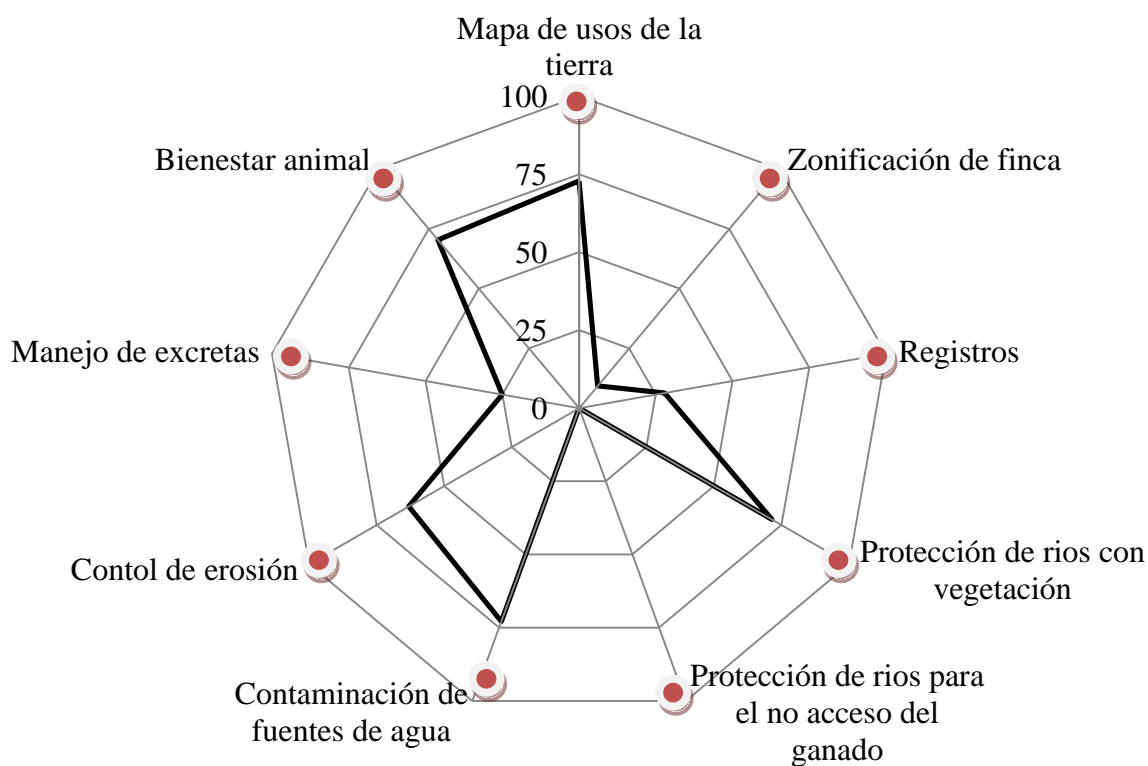 Mapa de usos de la
tierra
100
75
50
25
0
Zonificación de finca
Registros
Protección de rios con
vegetación
Protección de rios para
el no acceso del
ganado
Contaminación de
fuentes de agua
Contol de erosión
Manejo de excretas
Bienestar animal